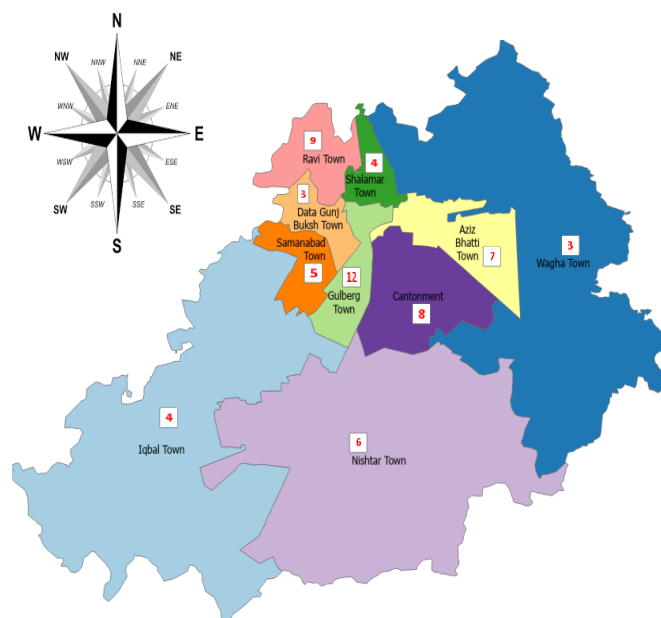 N
NNW
NNE
NW
NE
WNW
ENE
W
E
WSW
ESE
SW
SSW
SSE
SE
S
9
Ravi Town
4
Shalamar
Town
3
Data Gunj
Buksh Town
Samanabad
Town
5
12
Gulberg
Town
Aziz
Bhatti
Town
7
3
Wagha Town
Cantonment
8
4
Iqbal Town
6
Nishtar Town